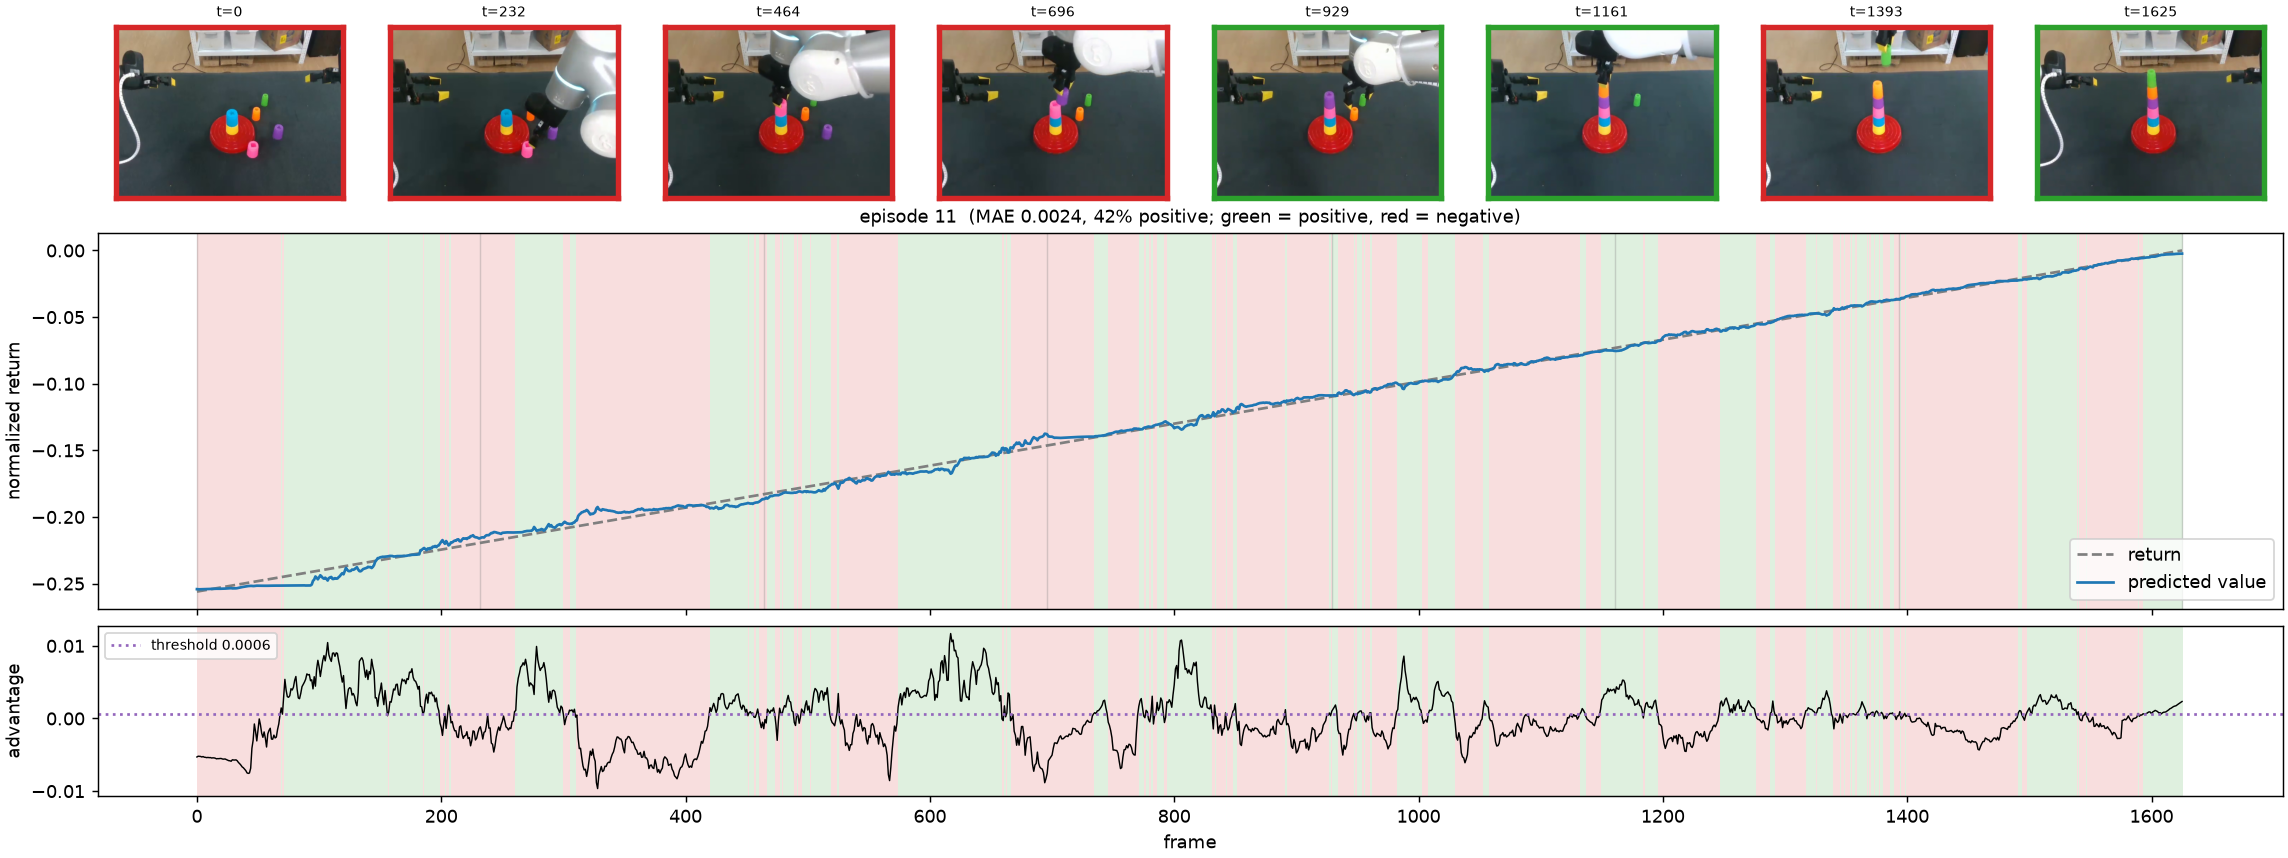 t=0 t=232 t=464 t=696 t=929 t=1161 t=1393 t=1625
episode 11  (MAE 0.0024, 42% positive; green = positive, red = negative)
normalized return
0.00
−0.05
−0.10
−0.15
−0.20
−0.25
return
predicted value
advantage
0.01
0.00
−0.01
threshold 0.0006
0 200 400 600 800 1000 1200 1400 1600
frame